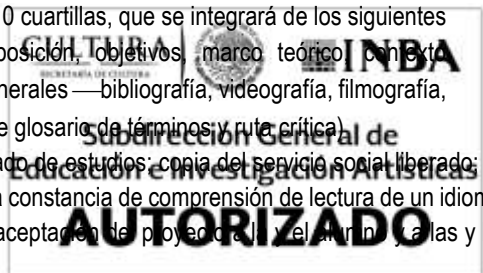 0 cuartillas, que se integrará de los siguientes
posición, objetivos, marco teórico, contexto
CULTURA
SECRETARÍA DE CULTURA
INBA
nerales —bibliografía, videografía, filmografía,
e glosario de términos y ruta crítica)
Subdirección General de
ado de estudios; copia del servicio social liberado;
Educación e Investigación Artísticas
a constancia de comprensión de lectura de un idiom
aceptación del proyecto a la y el alumno y a las y
AUTORIZADO